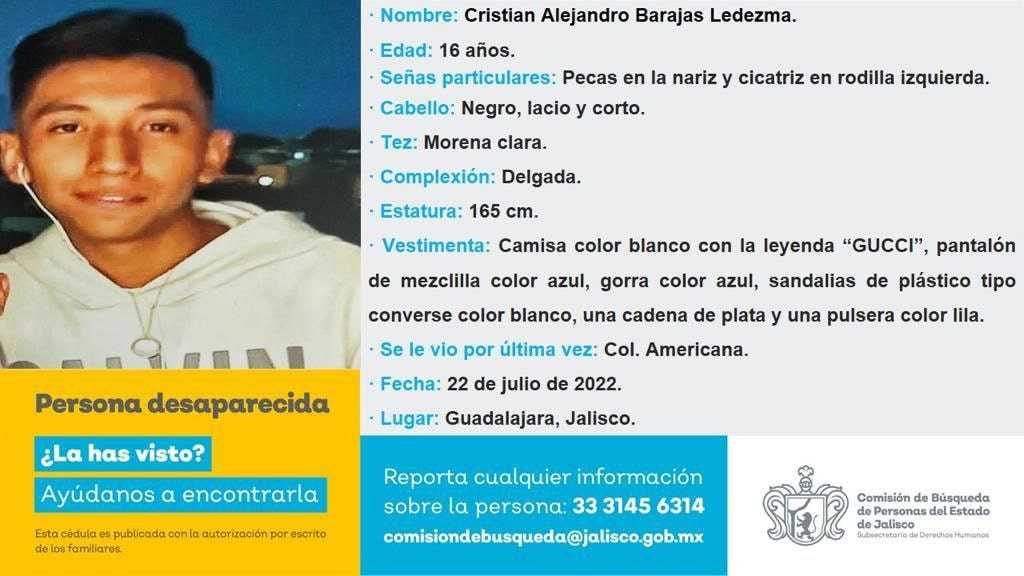 · Nombre: Cristian Alejandro Barajas Ledezma.
· Edad: 16 años.
· Señas particulares: Pecas en la nariz y cicatriz en rodilla izquierda.
· Cabello: Negro, lacio y corto.
· Tez: Morena clara.
· Complexión: Delgada.
· Estatura: 165 cm.
· Vestimenta: Camisa color blanco con la leyenda “GUCCI”, pantalón
de mezclilla color azul, gorra color azul, sandalias de plástico tipo
converse color blanco, una cadena de plata y una pulsera color lila.
· Se le vio por última vez: Col. Americana.
· Fecha: 22 de julio de 2022.
· Lugar: Guadalajara, Jalisco.
Persona desaparecida
¿La has visto?
Ayúdanos a encontrarla
Esta cédula es publicada con la autorización por escrito
de los familiares.
Reporta cualquier información
sobre la persona: 33 3145 6314
comisiondebusqueda@jalisco.gob.mx
Comisión de Búsqueda
de Personas del Estado
de Jalisco
Subsecretaría de Derechos Humanos